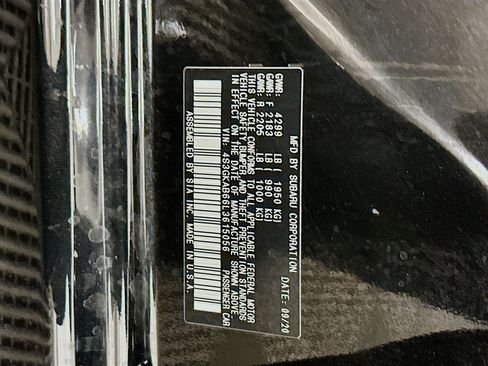 MFD BY SUBARU CORPORATION DATE: 09/20
GVWR: 4299 LB ( 1950 KG)
GAWR: F 2183 LB ( 990 KG)
GAWR: R 2205 LB ( 1000 KG)
THIS VEHICLE CONFORMS TO ALL APPLICABLE FEDERAL MOTOR
VEHICLE SAFETY, BUMPER, AND THEFT PREVENTION STANDARDS
IN EFFECT ON THE DATE OF MANUFACTURE SHOWN ABOVE.
4S3GKAB66L3615056 PASSENGER CAR
ASSEMBLED BY SIA INC. MADE IN U.S.A.